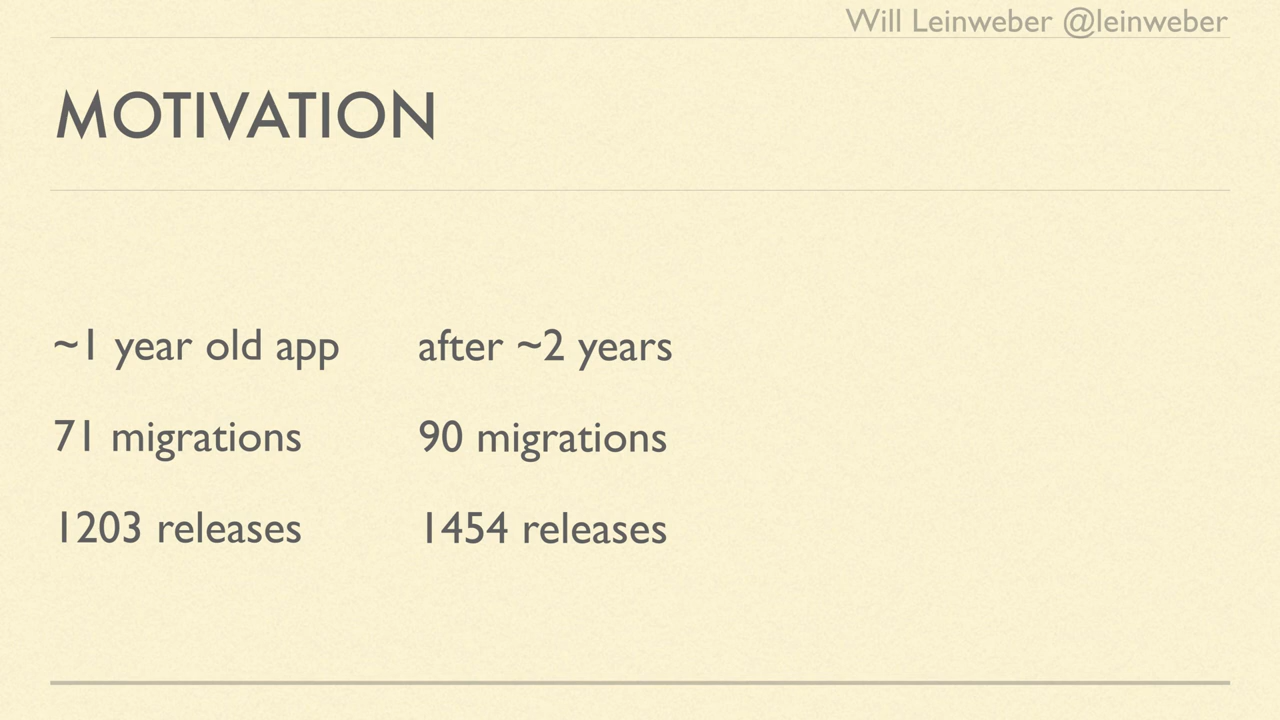 Will Leinweber @leinweber
MOTIVATION
~1 year old app
71 migrations
1203 releases
after ~2 years
90 migrations
1454 releases